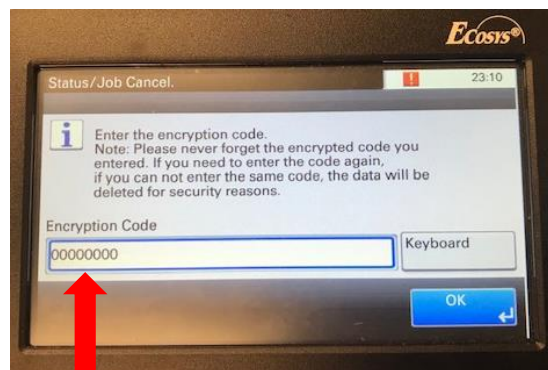 Ecosys®
Status/Job Cancel.
! 23:10
i
Enter the encryption code.
Note: Please never forget the encrypted code you
entered. If you need to enter the code again,
if you can not enter the same code, the data will be
deleted for security reasons.
Encryption Code
00000000
Keyboard
OK